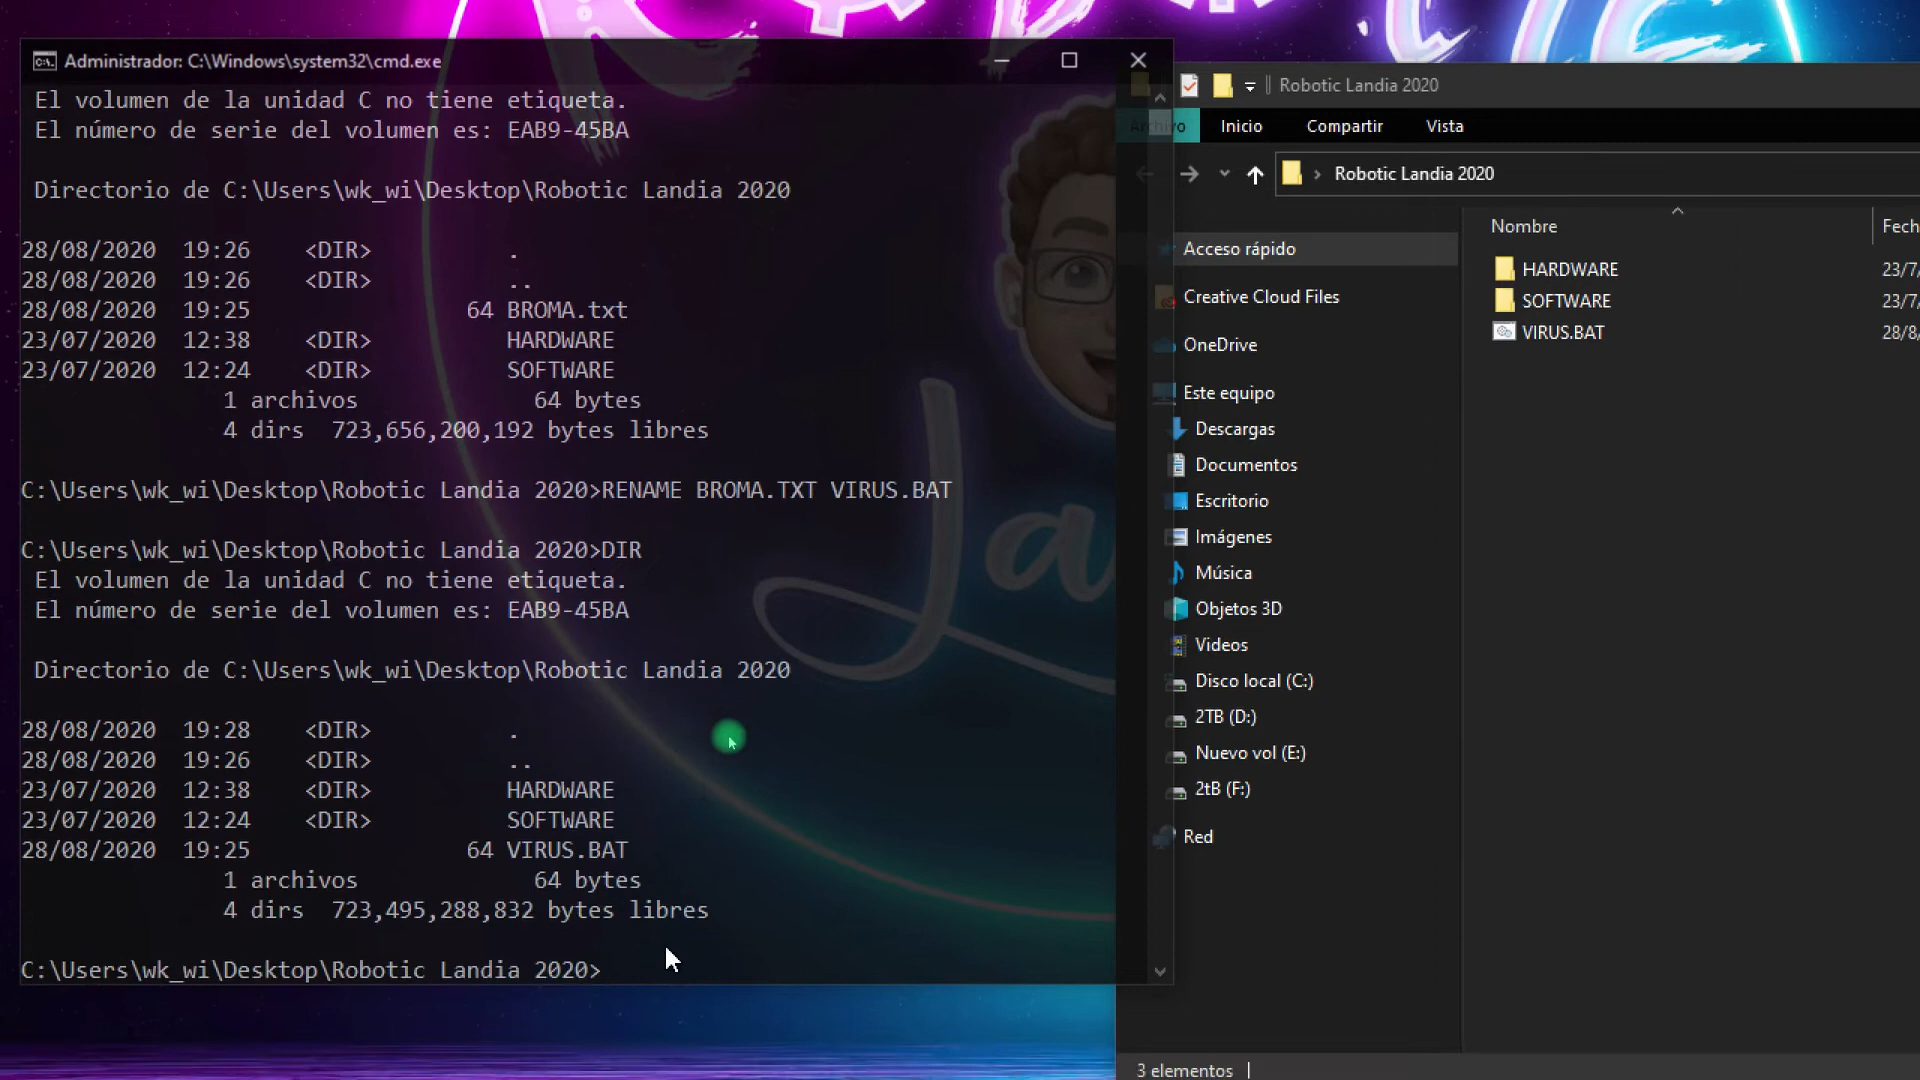 Administrador: C:\Windows\system32\cmd.exe
El volumen de la unidad C no tiene etiqueta.
El número de serie del volumen es: EAB9-45BA
Directorio de C:\Users\wk_wi\Desktop\Robotic Landia 2020
28/08/2020 19:26 <DIR> .
28/08/2020 19:26 <DIR> ..
28/08/2020 19:25 64 BROMA.txt
23/07/2020 12:38 <DIR> HARDWARE
23/07/2020 12:24 <DIR> SOFTWARE
1 archivos 64 bytes
4 dirs 723,656,200,192 bytes libres
C:\Users\wk_wi\Desktop\Robotic Landia 2020>RENAME BROMA.TXT VIRUS.BAT
C:\Users\wk_wi\Desktop\Robotic Landia 2020>DIR
El volumen de la unidad C no tiene etiqueta.
El número de serie del volumen es: EAB9-45BA
Directorio de C:\Users\wk_wi\Desktop\Robotic Landia 2020
28/08/2020 19:28 <DIR> .
28/08/2020 19:26 <DIR> ..
23/07/2020 12:38 <DIR> HARDWARE
23/07/2020 12:24 <DIR> SOFTWARE
28/08/2020 19:25 64 VIRUS.BAT
1 archivos 64 bytes
4 dirs 723,495,288,832 bytes libres
C:\Users\wk_wi\Desktop\Robotic Landia 2020>
Robotic Landia 2020
Archivo Inicio Compartir Vista
Robotic Landia 2020
Acceso rápido
Creative Cloud Files
OneDrive
Este equipo
Descargas
Documentos
Escritorio
Imágenes
Música
Objetos 3D
Videos
Disco local (C:)
2TB (D:)
Nuevo vol (E:)
2tB (F:)
Red
Nombre Fech
HARDWARE 23/7/
SOFTWARE 23/7/
VIRUS.BAT 28/8/
3 elementos